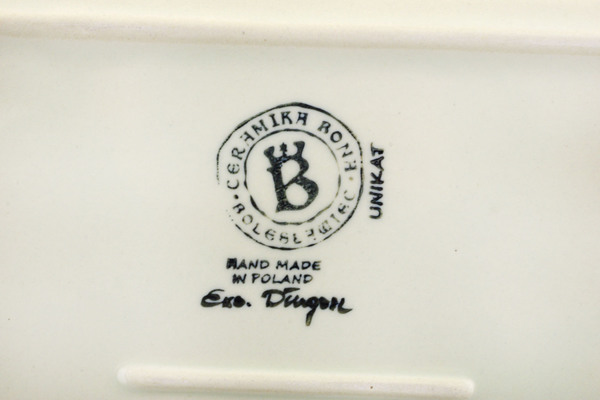 CERAMIKA BONA
B
BOLESŁAWIEC
UNIKAT
HAND MADE
IN POLAND